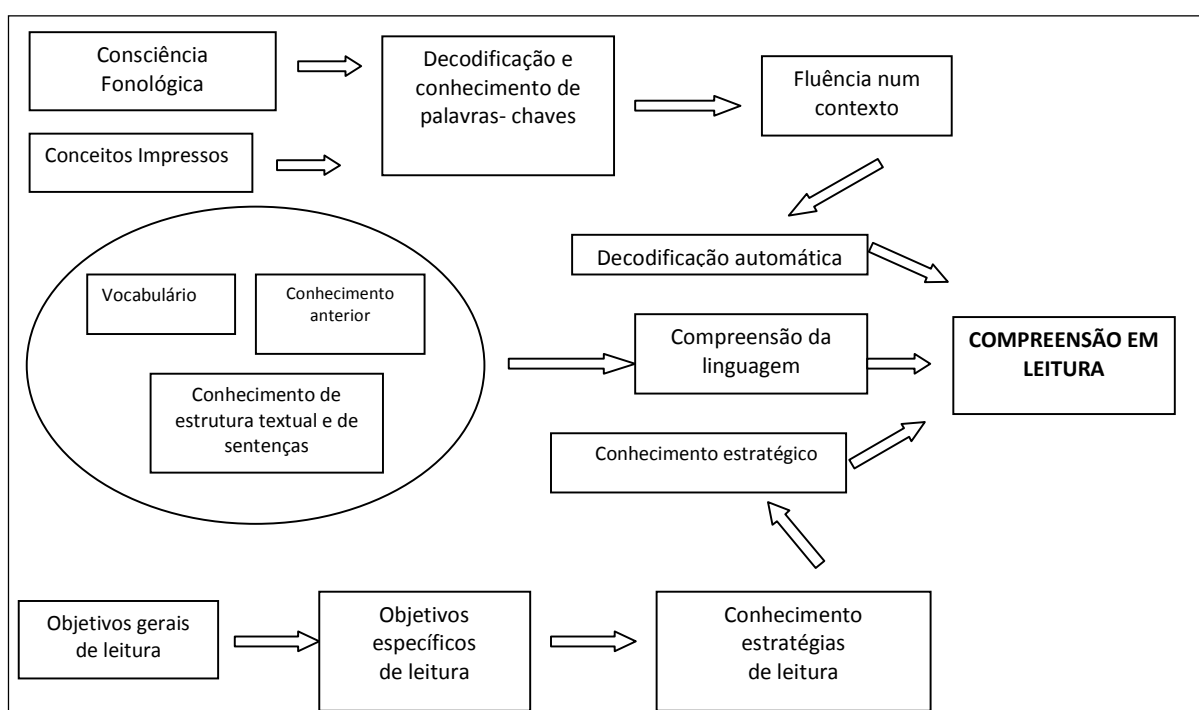 Consciência
Fonológica
Decodificação e
conhecimento de
palavras- chaves
Fluência num
contexto
Conceitos Impressos
Decodificação automática
Vocabulário
Conhecimento
anterior
Conhecimento de
estrutura textual e de
sentenças
Compreensão da
linguagem
COMPREENSÃO EM
LEITURA
Conhecimento estratégico
Objetivos gerais
de leitura
Objetivos
específicos
de leitura
Conhecimento
estratégias
de leitura